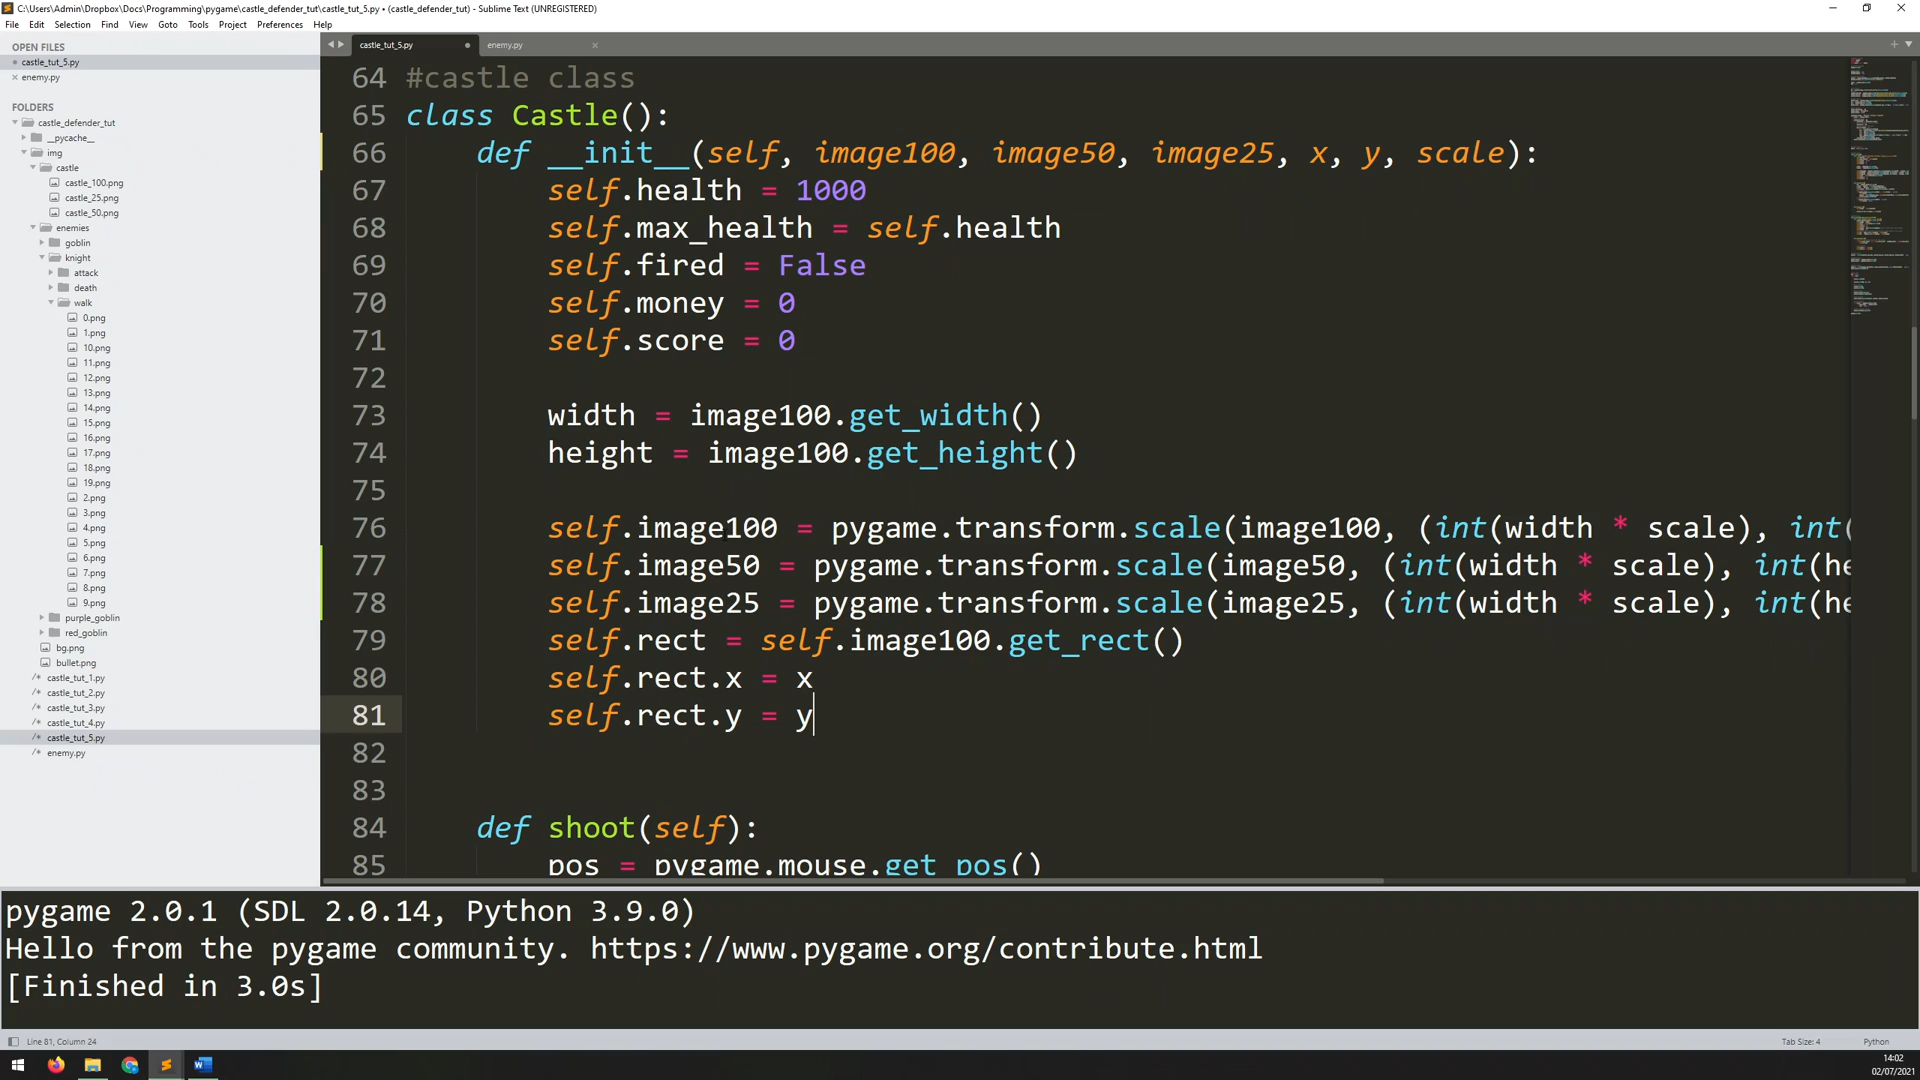 C:\Users\Admin\Dropbox\Docs\Programming\pygame\castle_defender_tut\castle_tut_5.py • (castle_defender_tut) - Sublime Text (UNREGISTERED)
File Edit Selection Find View Goto Tools Project Preferences Help
OPEN FILES
castle_tut_5.py
enemy.py
FOLDERS
castle_defender_tut
__pycache__
img
castle
castle_100.png
castle_25.png
castle_50.png
enemies
goblin
knight
attack
death
walk
0.png
1.png
10.png
11.png
12.png
13.png
14.png
15.png
16.png
17.png
18.png
19.png
2.png
3.png
4.png
5.png
6.png
7.png
8.png
9.png
purple_goblin
red_goblin
bg.png
bullet.png
castle_tut_1.py
castle_tut_2.py
castle_tut_3.py
castle_tut_4.py
castle_tut_5.py
enemy.py
castle_tut_5.py enemy.py
64 #castle class
65 class Castle():
66 def __init__(self, image100, image50, image25, x, y, scale):
67 self.health = 1000
68 self.max_health = self.health
69 self.fired = False
70 self.money = 0
71 self.score = 0
72
73 width = image100.get_width()
74 height = image100.get_height()
75
76 self.image100 = pygame.transform.scale(image100, (int(width * scale), int(
77 self.image50 = pygame.transform.scale(image50, (int(width * scale), int(he
78 self.image25 = pygame.transform.scale(image25, (int(width * scale), int(he
79 self.rect = self.image100.get_rect()
80 self.rect.x = x
81 self.rect.y = y
82
83
84 def shoot(self):
85 pos = pygame.mouse.get_pos()
pygame 2.0.1 (SDL 2.0.14, Python 3.9.0)
Hello from the pygame community. https://www.pygame.org/contribute.html
[Finished in 3.0s]
Line 81, Column 24 Tab Size: 4 Python
14:02
02/07/2021